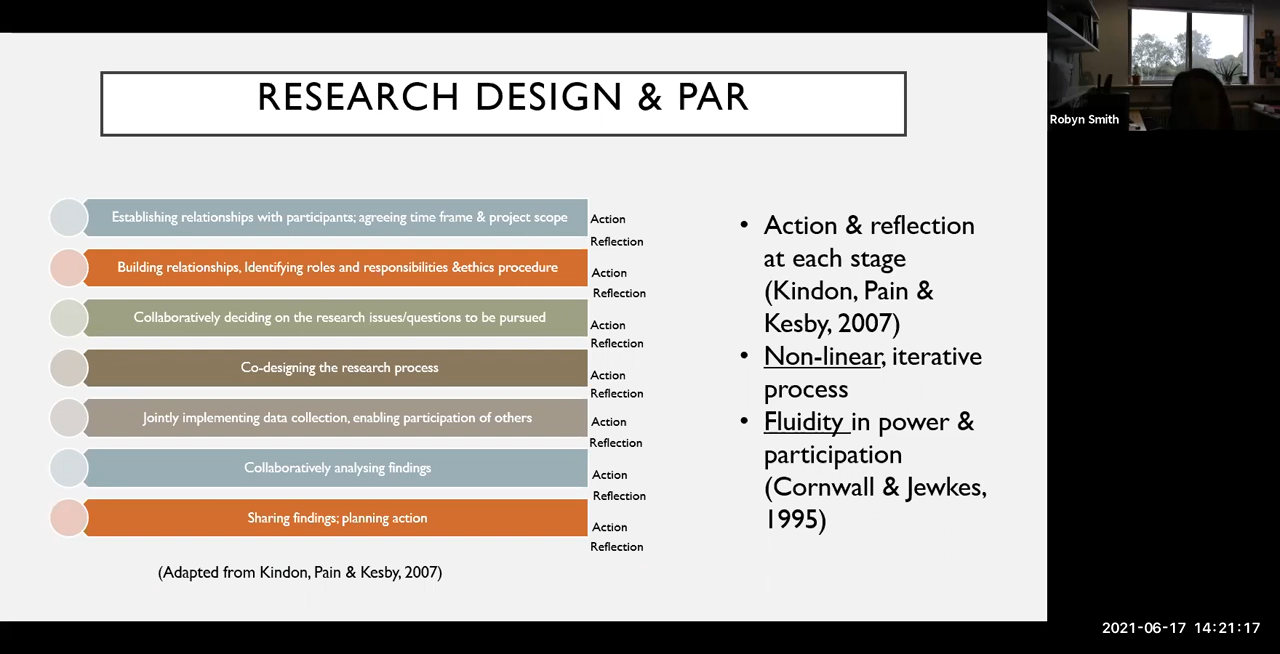 RESEARCH DESIGN & PAR
Robyn Smith
Establishing relationships with participants; agreeing time frame & project scope
Action
Reflection
Building relationships, Identifying roles and responsibilities &ethics procedure
Action
Reflection
Collaboratively deciding on the research issues/questions to be pursued
Action
Reflection
Co-designing the research process
Action
Reflection
Jointly implementing data collection, enabling participation of others
Action
Reflection
Collaboratively analysing findings
Action
Reflection
Sharing findings; planning action
Action
Reflection
(Adapted from Kindon, Pain & Kesby, 2007)
• Action & reflection
at each stage
(Kindon, Pain &
Kesby, 2007)
• Non-linear, iterative
process
• Fluidity in power &
participation
(Cornwall & Jewkes,
1995)
2021-06-17 14:21:17